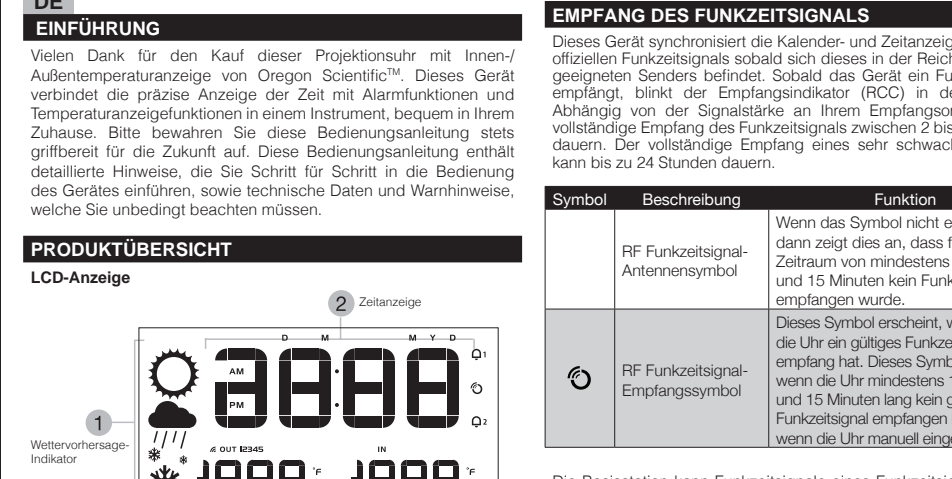 DE
EINFÜHRUNG
Vielen Dank für den Kauf dieser Projektionsuhr mit Innen-/
Außentemperaturanzeige von Oregon Scientific™. Dieses Gerät
verbindet die präzise Anzeige der Zeit mit Alarmfunktionen und
Temperaturanzeigefunktionen in einem Instrument, bequem in Ihrem
Zuhause. Bitte bewahren Sie diese Bedienungsanleitung stets
griffbereit für die Zukunft auf. Diese Bedienungsanleitung enthält
detaillierte Hinweise, die Sie Schritt für Schritt in die Bedienung
des Gerätes einführen, sowie technische Daten und Warnhinweise,
welche Sie unbedingt beachten müssen.
PRODUKTÜBERSICHT
LCD-Anzeige
2 Zeitanzeige
D M M Y D
AM
PM
1
2
1
Wettervorhersage-
Indikator
OUT 12345 IN
°F °F
EMPFANG DES FUNKZEITSIGNALS
Dieses Gerät synchronisiert die Kalender- und Zeitanzeig
offiziellen Funkzeitsignals sobald sich dieses in der Reich
geeigneten Senders befindet. Sobald das Gerät ein Fu
empfängt, blinkt der Empfangsindikator (RCC) in de
Abhängig von der Signalstärke an Ihrem Empfangsor
vollständige Empfang des Funkzeitsignals zwischen 2 bis
dauern. Der vollständige Empfang eines sehr schwach
kann bis zu 24 Stunden dauern.
Symbol Beschreibung Funktion
RF Funkzeitsignal-
Antennensymbol
Wenn das Symbol nicht e
dann zeigt dies an, dass f
Zeitraum von mindestens
und 15 Minuten kein Funk
empfangen wurde.
RF Funkzeitsignal-
Empfangssymbol
Dieses Symbol erscheint, w
die Uhr ein gültiges Funkze
empfang hat. Dieses Symb
wenn die Uhr mindestens 1
und 15 Minuten lang kein g
Funkzeitsignal empfangen
wenn die Uhr manuell einge